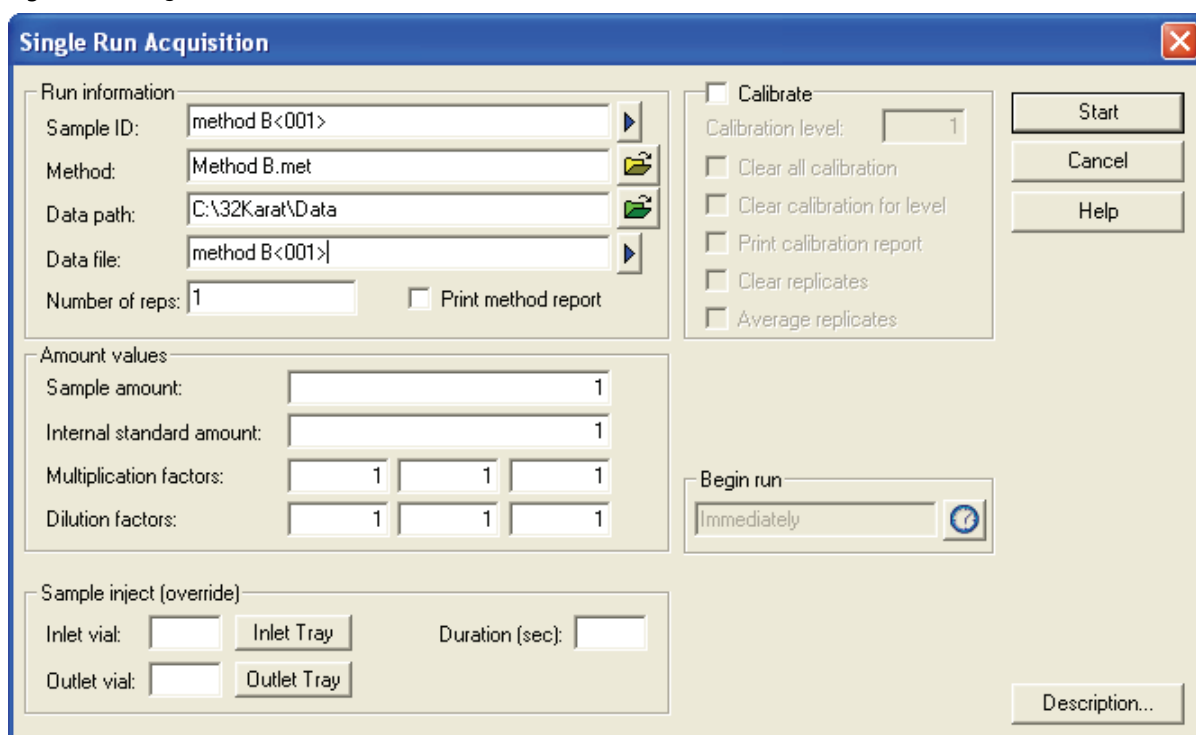 Single Run Acquisition
Run information
Sample ID: method B<001>
Method: Method B.met
Data path: C:\32Karat\Data
Data file: method B<001>
Number of reps: 1 Print method report
Calibrate
Calibration level: 1
Clear all calibration
Clear calibration for level
Print calibration report
Clear replicates
Average replicates
Start
Cancel
Help
Amount values
Sample amount: 1
Internal standard amount: 1
Multiplication factors: 1 1 1
Dilution factors: 1 1 1
Begin run
Immediately
Sample inject (override)
Inlet vial: Inlet Tray Duration (sec):
Outlet vial: Outlet Tray
Description...